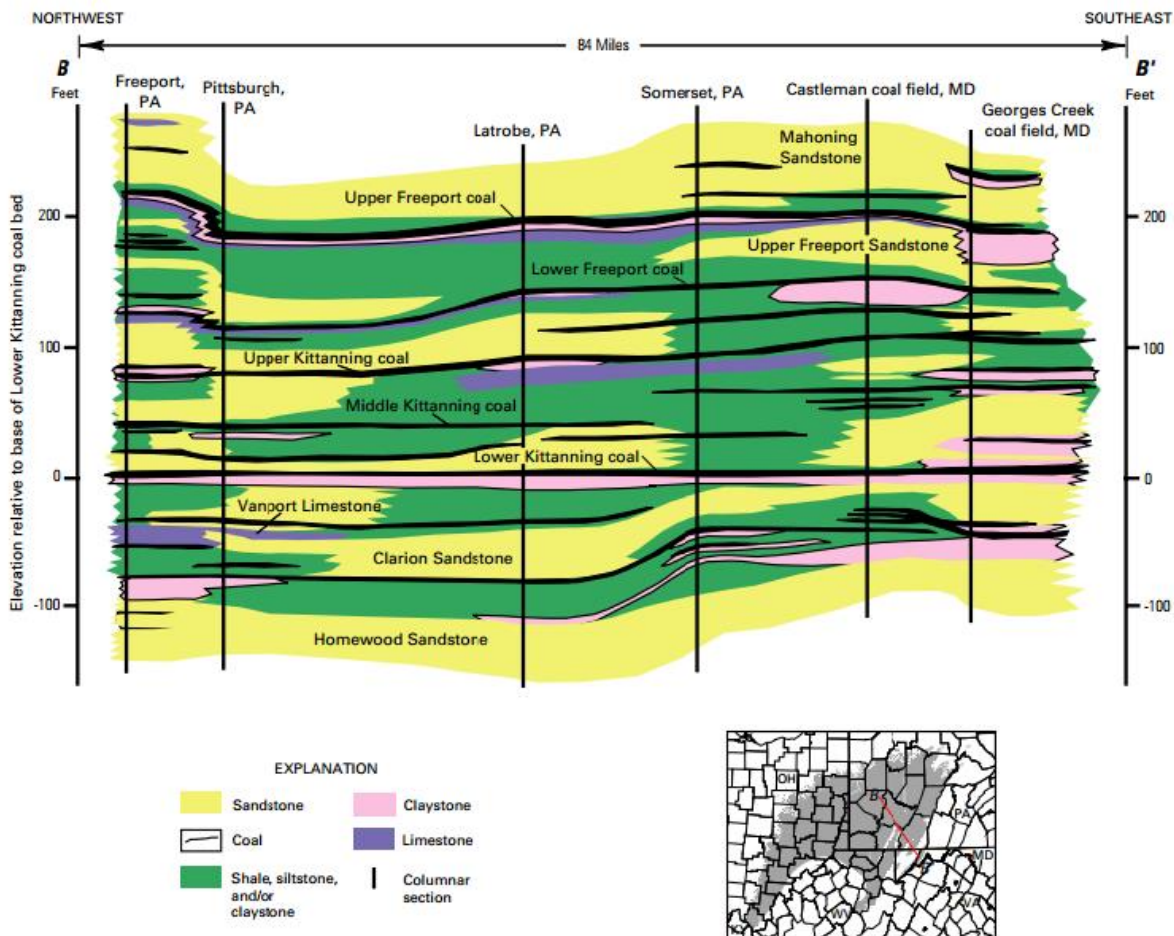 NORTHWEST
SOUTHEAST
84 Miles
B
B'
Feet
Feet
Freeport,
PA
Pittsburgh,
PA
Latrobe, PA
Somerset, PA
Castleman coal field, MD
Georges Creek
coal field, MD
Mahoning
Sandstone
Upper Freeport coal
200
200
Upper Freeport Sandstone
Lower Freeport coal
100
100
Upper Kittanning coal
Middle Kittanning coal
Lower Kittanning coal
0
0
Vanport Limestone
Clarion Sandstone
-100
-100
Homewood Sandstone
Elevation relative to base of Lower Kittanning coal bed
EXPLANATION
Sandstone
Claystone
Coal
Limestone
Shale, siltstone,
and/or
claystone
Columnar
section
OH
B
PA
MD
WV
VA
KY